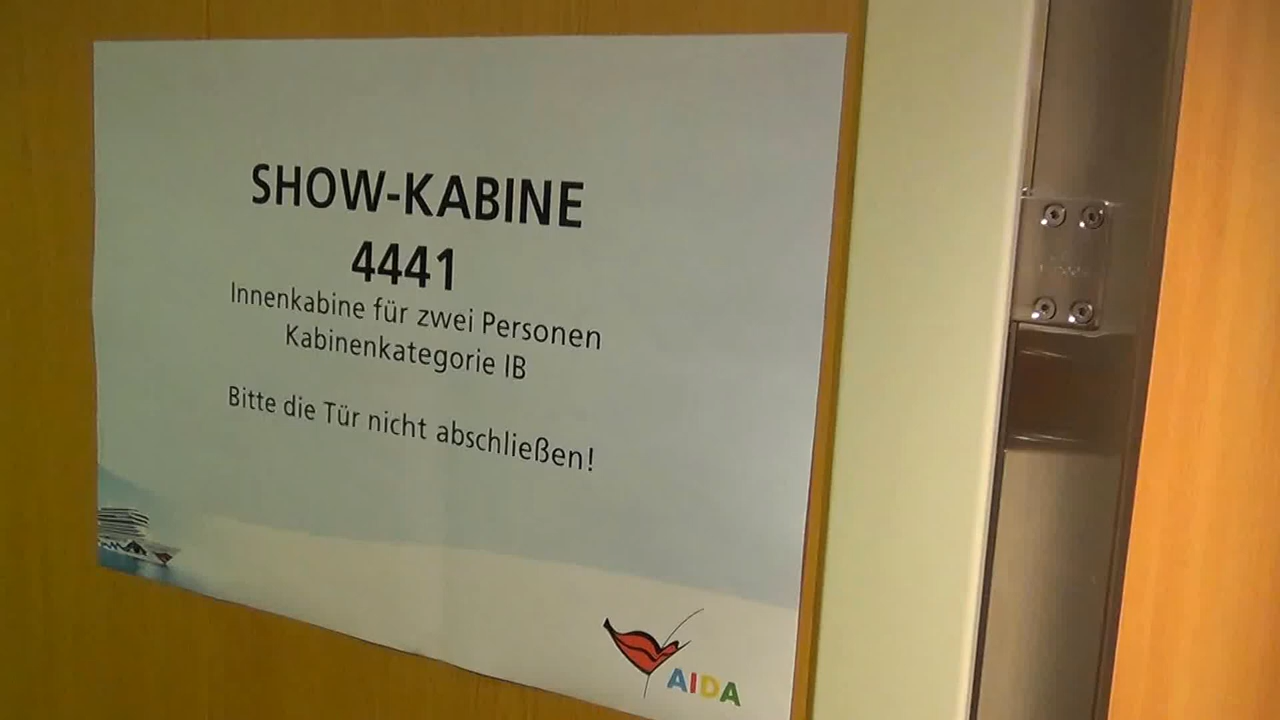 SHOW-KABINE
4441
Innenkabine für zwei Personen
Kabinenkategorie IB
Bitte die Tür nicht abschließen!
AIDA